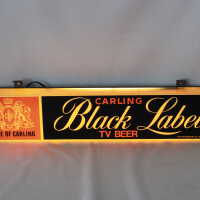 CARLING
Black Label
TV BEER
E OF CARLING